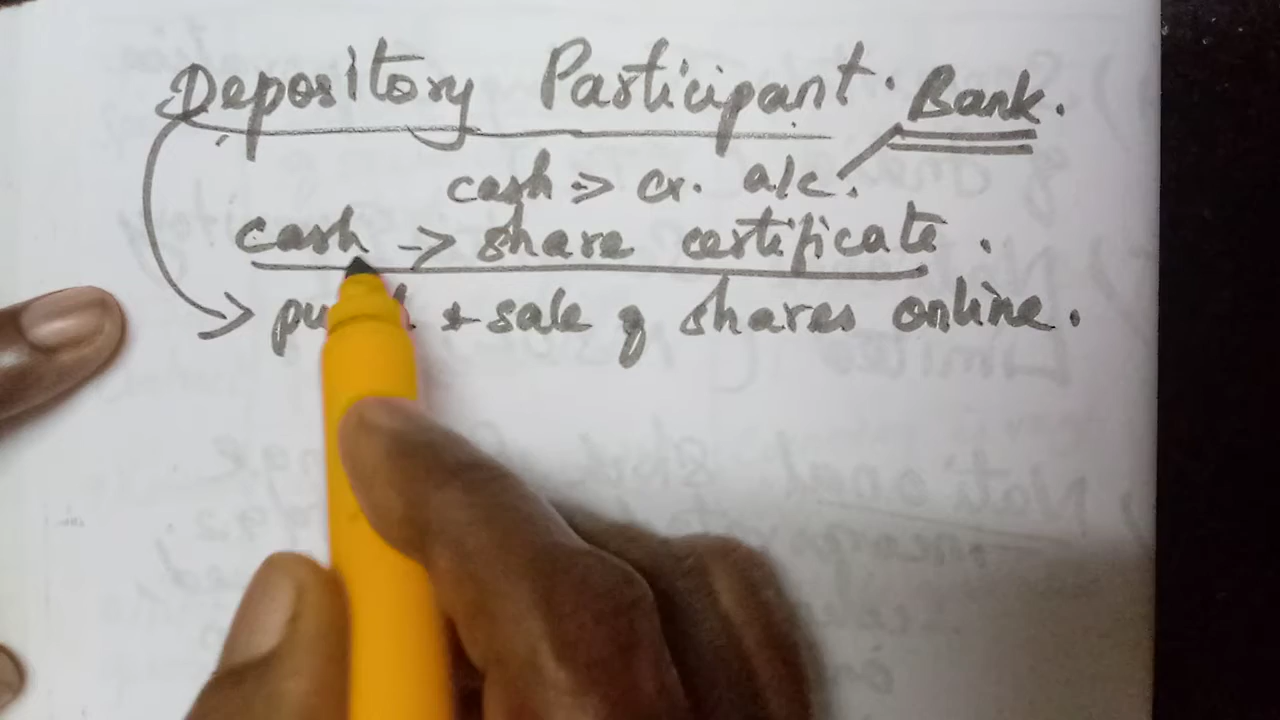 Depository Participant. Bank.
cash -> cr. a/c.
cash -> share certificate.
-> & sale of shares online.